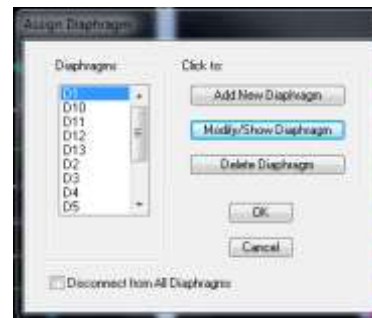 Assign Diaphragm
Diaphragms
Click to:
D1
D10
D11
D12
D13
D2
D3
D4
D5
Add New Diaphragm
Modify/Show Diaphragm
Delete Diaphragm
OK
Cancel
Disconnect from All Diaphragms